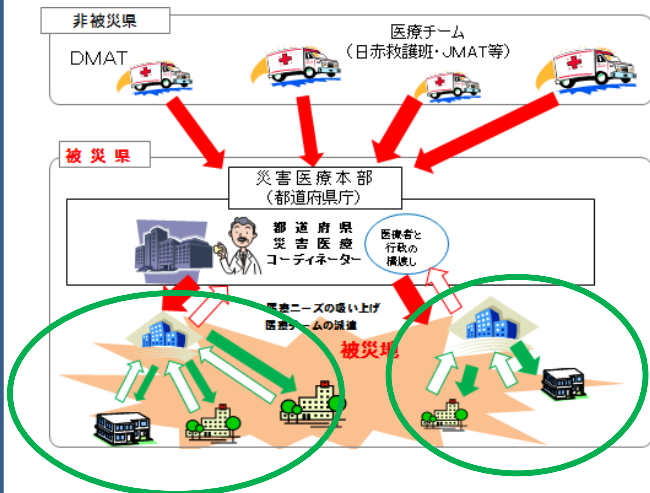 非被災県
DMAT
医療チーム
（日赤救護班・JMAT等）
被災県
災害医療本部
（都道府県庁）
都道府県
災害医療
コーディネーター
医療者と
行政の
橋渡し
医療ニーズの吸い上げ
医療チームの派遣
被災地